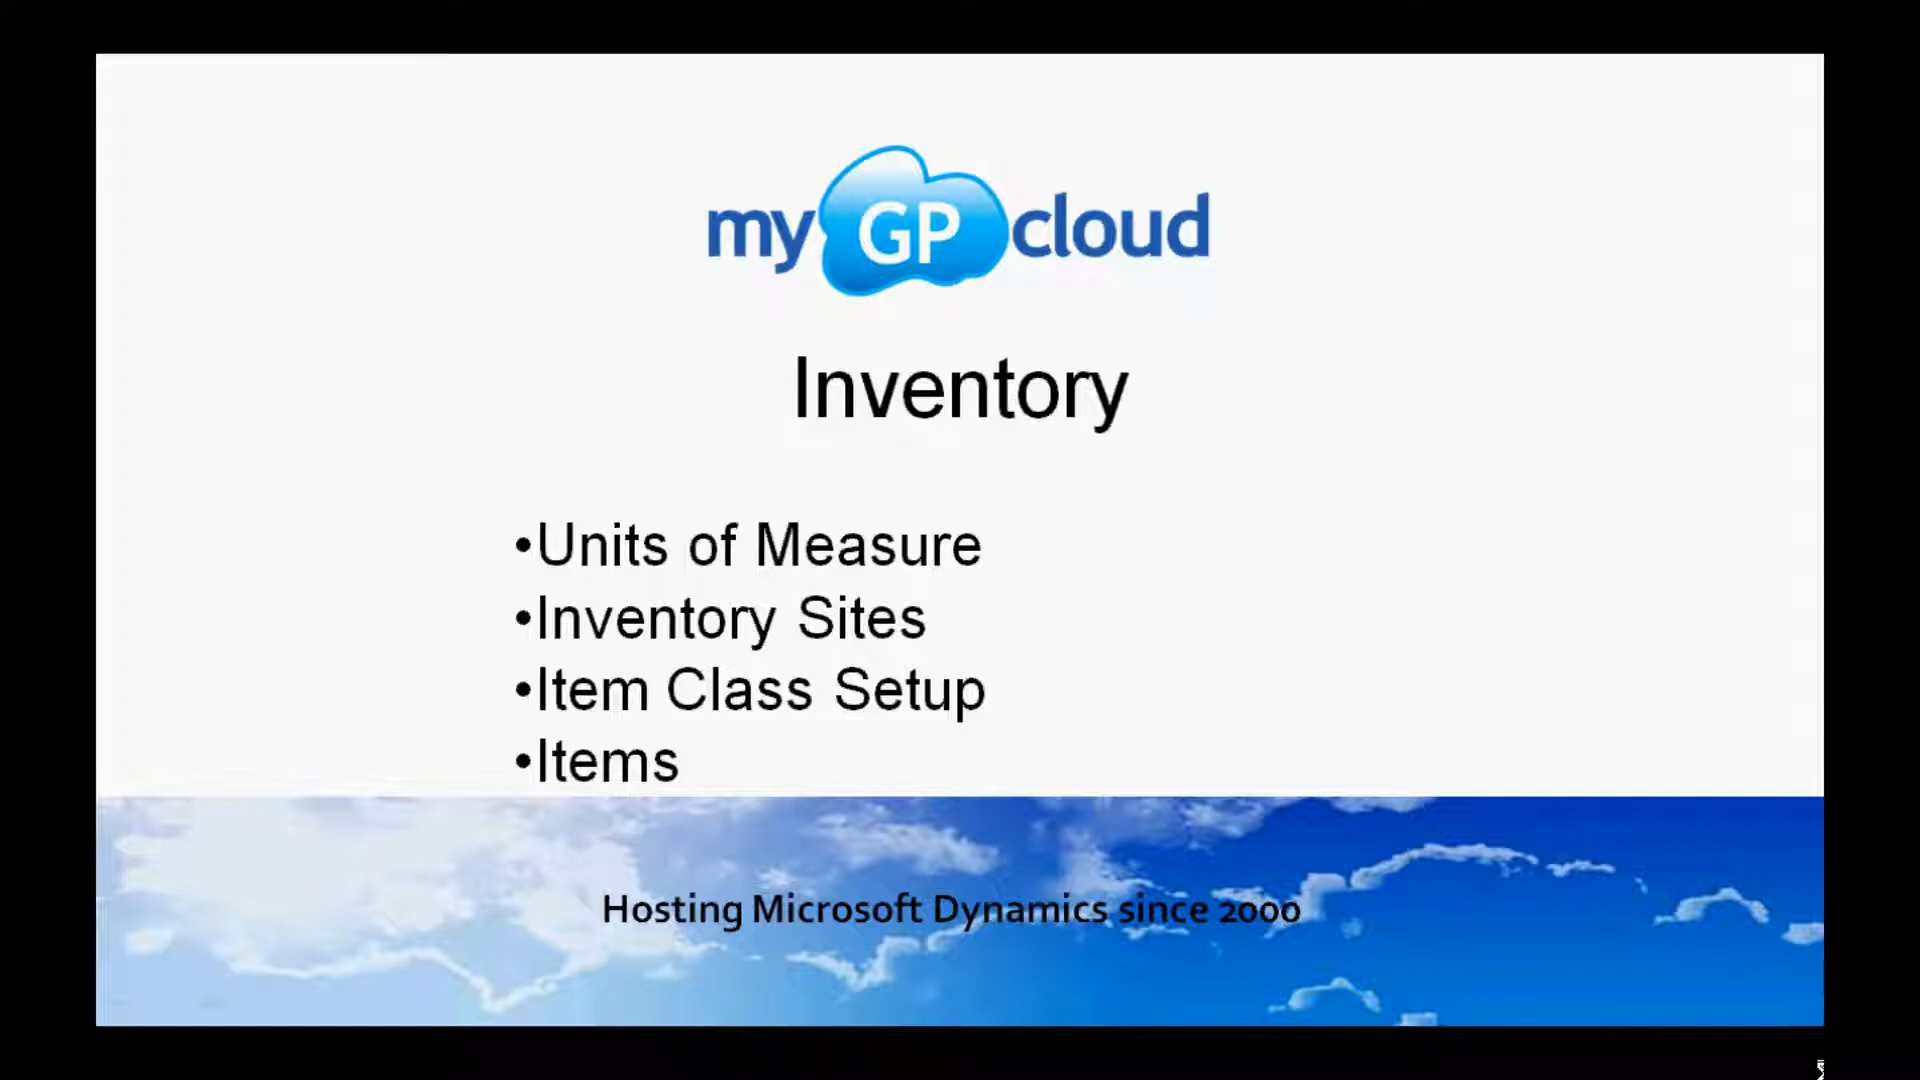 my GP cloud
Inventory
•Units of Measure
•Inventory Sites
•Item Class Setup
•Items
Hosting Microsoft Dynamics since 2000